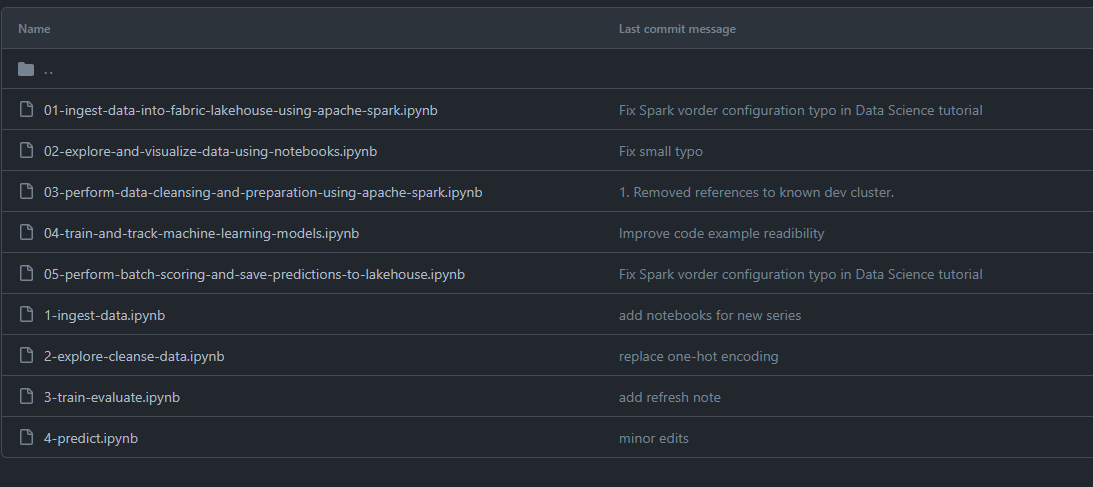 Name Last commit message
..
01-ingest-data-into-fabric-lakehouse-using-apache-spark.ipynb Fix Spark vorder configuration typo in Data Science tutorial
02-explore-and-visualize-data-using-notebooks.ipynb Fix small typo
03-perform-data-cleansing-and-preparation-using-apache-spark.ipynb 1. Removed references to known dev cluster.
04-train-and-track-machine-learning-models.ipynb Improve code example readibility
05-perform-batch-scoring-and-save-predictions-to-lakehouse.ipynb Fix Spark vorder configuration typo in Data Science tutorial
1-ingest-data.ipynb add notebooks for new series
2-explore-cleanse-data.ipynb replace one-hot encoding
3-train-evaluate.ipynb add refresh note
4-predict.ipynb minor edits